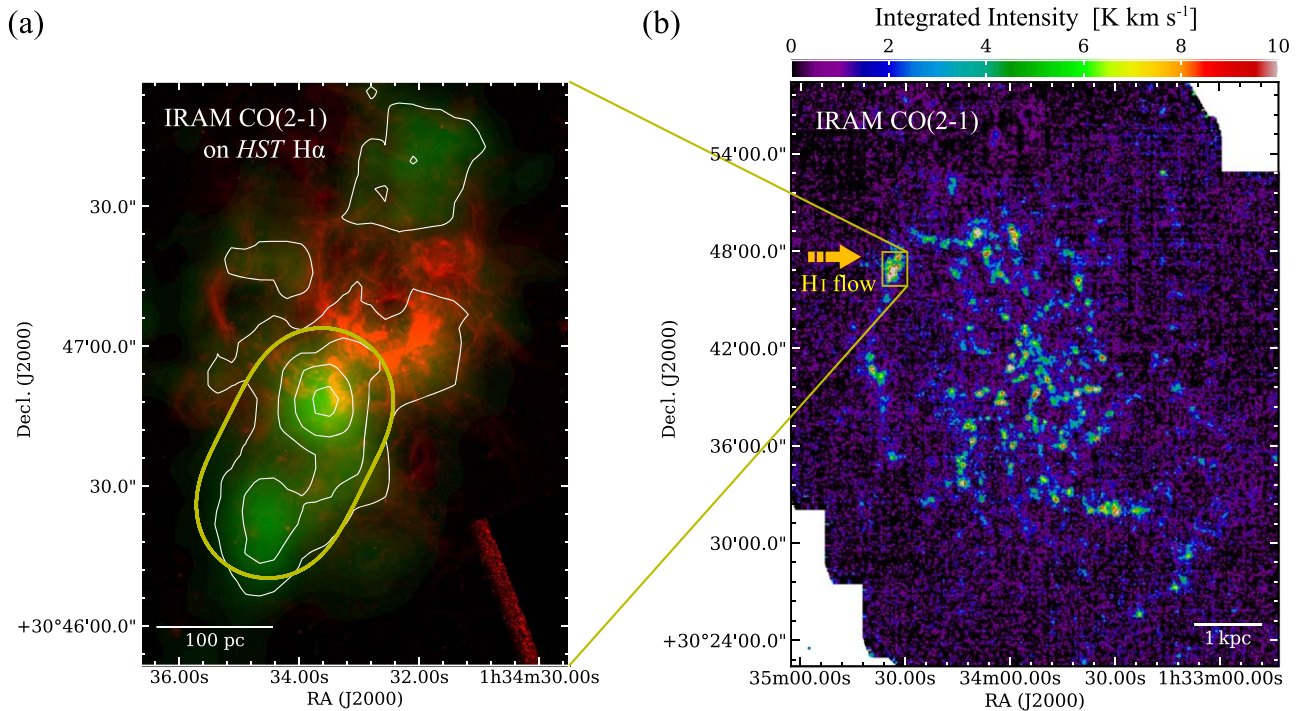 (a)
IRAM CO(2-1)
on HST Hα
30.0"
47'00.0"
30.0"
+30°46'00.0"
Decl. (J2000)
100 pc
36.00s 34.00s 32.00s 1h34m30.00s
RA (J2000)
(b)
Integrated Intensity [K km s⁻¹]
0 2 4 6 8 10
IRAM CO(2-1)
54'00.0"
48'00.0"
42'00.0"
36'00.0"
30'00.0"
+30°24'00.0"
Decl. (J2000)
H I flow
1 kpc
35m00.00s 30.00s 34m00.00s 30.00s 1h33m00.00s
RA (J2000)